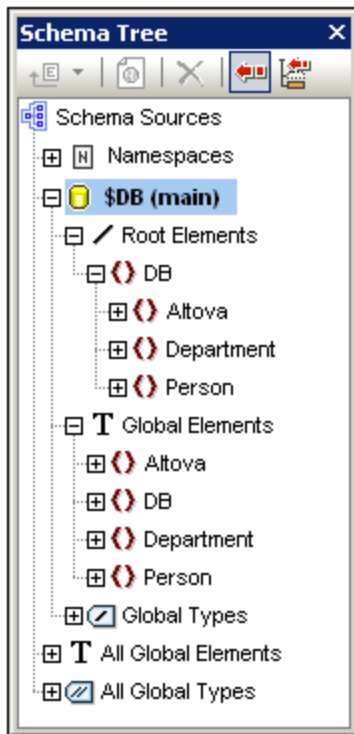 Schema Tree
Schema Sources
Namespaces
$DB (main)
Root Elements
DB
Altova
Department
Person
Global Elements
Altova
DB
Department
Person
Global Types
All Global Elements
All Global Types